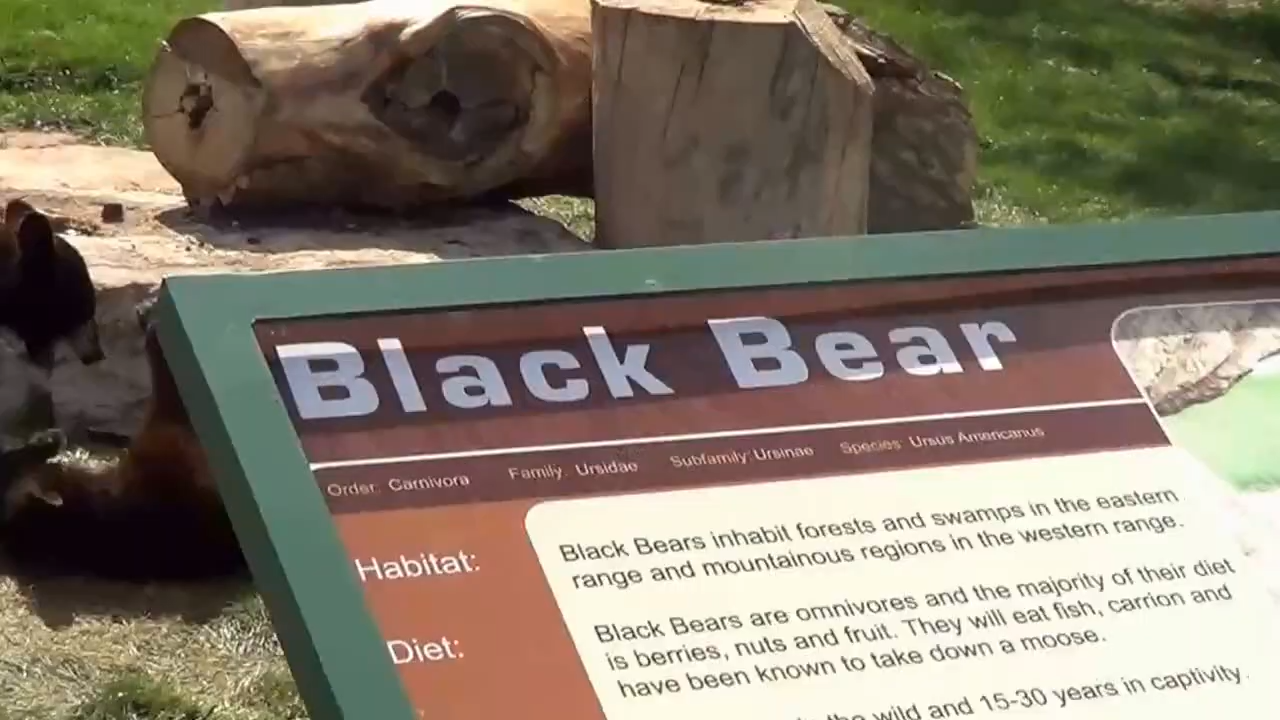 Black Bear
Order: Carnivora Family: Ursidae Subfamily: Ursinae Species: Ursus Americanus
Habitat:
Black Bears inhabit forests and swamps in the eastern
range and mountainous regions in the western range.
Diet:
Black Bears are omnivores and the majority of their diet
is berries, nuts and fruit. They will eat fish, carrion and
have been known to take down a moose.
the wild and 15-30 years in captivity.